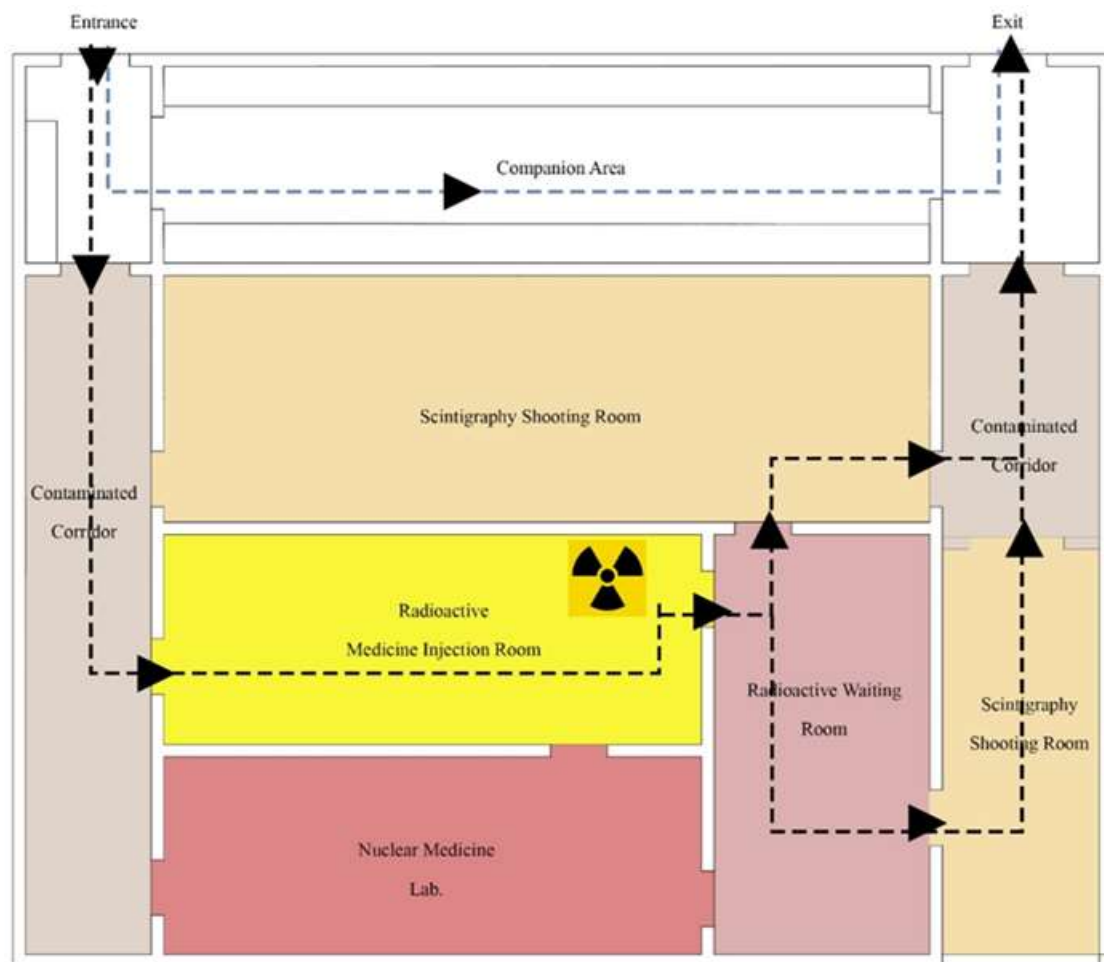 Entrance
Exit
Companion Area
Scintigraphy Shooting Room
Contaminated
Corridor
Contaminated
Corridor
Radioactive
Medicine Injection Room
Radioactive Waiting
Room
Scintigraphy
Shooting Room
Nuclear Medicine
Lab.